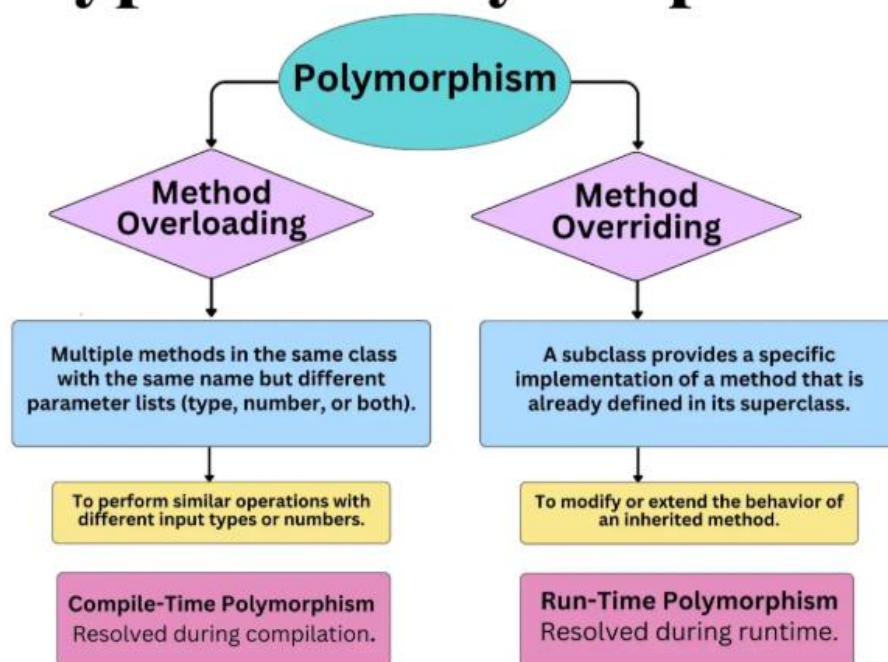 Polymorphism
Method
Overloading
Multiple methods in the same class
with the same name but different
parameter lists (type, number, or both).
To perform similar operations with
different input types or numbers.
Compile-Time Polymorphism
Resolved during compilation.
Method
Overriding
A subclass provides a specific
implementation of a method that is
already defined in its superclass.
To modify or extend the behavior of
an inherited method.
Run-Time Polymorphism
Resolved during runtime.